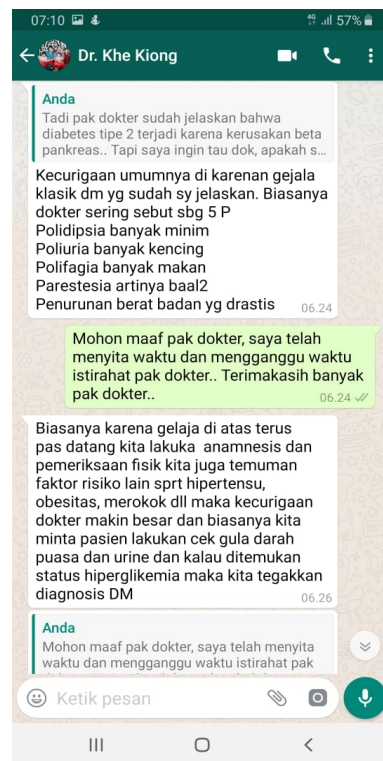 07:10 4G 57%
Dr. Khe Kiong
Anda
Tadi pak dokter sudah jelaskan bahwa
diabetes tipe 2 terjadi karena kerusakan beta
pankreas.. Tapi saya ingin tau dok, apakah s...
Kecurigaan umumnya di karenan gejala
klasik dm yg sudah sy jelaskan. Biasanya
dokter sering sebut sbg 5 P
Polidipsia banyak minim
Poliuria banyak kencing
Polifagia banyak makan
Parestesia artinya baal2
Penurunan berat badan yg drastis 06.24
Mohon maaf pak dokter, saya telah
menyita waktu dan mengganggu waktu
istirahat pak dokter.. Terimakasih banyak
pak dokter..
06.24
Biasanya karena gelaja di atas terus
pas datang kita lakuka anamnesis dan
pemeriksaan fisik kita juga temuman
faktor risiko lain sprt hipertensu,
obesitas, merokok dll maka kecurigaan
dokter makin besar dan biasanya kita
minta pasien lakukan cek gula darah
puasa dan urine dan kalau ditemukan
status hiperglikemia maka kita tegakkan
diagnosis DM 06.26
Anda
Mohon maaf pak dokter, saya telah menyita
waktu dan mengganggu waktu istirahat pak
Ketik pesan